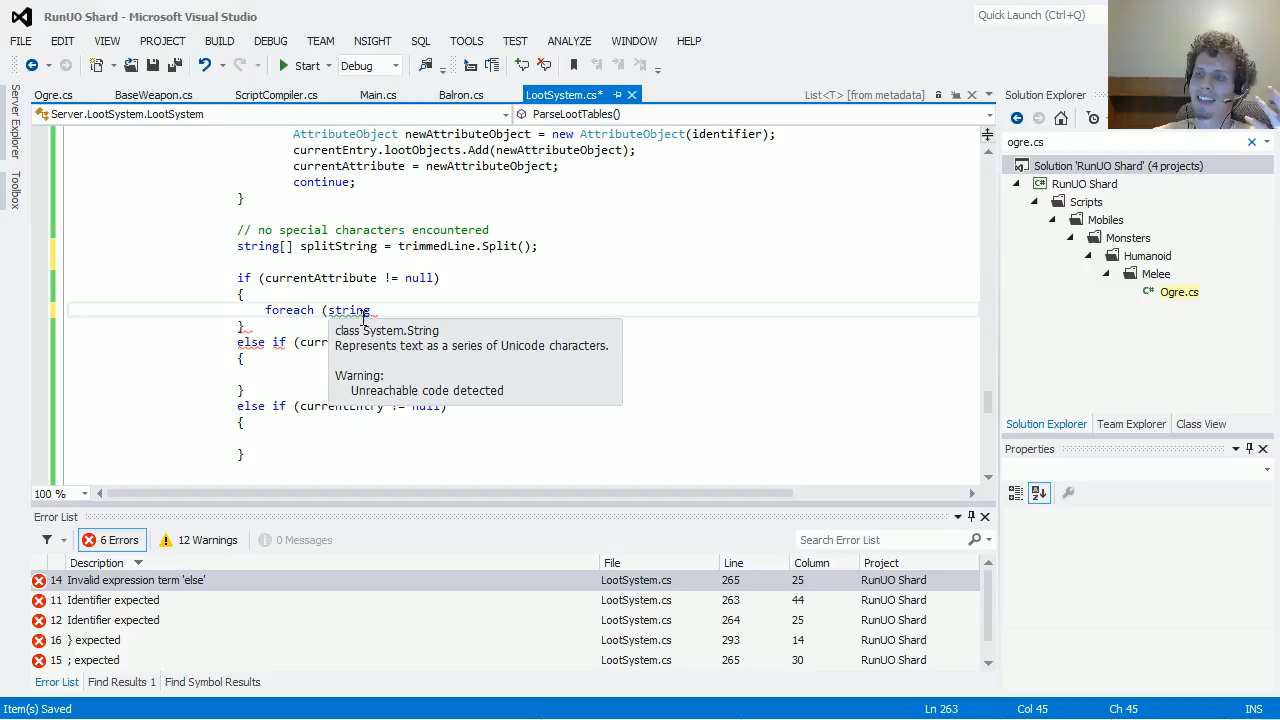 RunUO Shard - Microsoft Visual Studio
Quick Launch (Ctrl+Q)
FILE EDIT VIEW PROJECT BUILD DEBUG TEAM NSIGHT SQL TOOLS TEST ANALYZE WINDOW HELP
Start Debug
Server Explorer
Toolbox
Ogre.cs BaseWeapon.cs ScriptCompiler.cs Main.cs Balron.cs LootSystem.cs* List<T> [from metadata]
Server.LootSystem.LootSystem ParseLootTables()
AttributeObject newAttributeObject = new AttributeObject(identifier);
currentEntry.lootObjects.Add(newAttributeObject);
currentAttribute = newAttributeObject;
continue;
}
// no special characters encountered
string[] splitString = trimmedLine.Split();
if (currentAttribute != null)
{
foreach (string
}
else if (curr
{
}
else if (currentEntry != null)
{
}
class System.String
Represents text as a series of Unicode characters.
Warning:
Unreachable code detected
100 %
Solution Explorer
ogre.cs
Solution 'RunUO Shard' (4 projects)
RunUO Shard
Scripts
Mobiles
Monsters
Humanoid
Melee
Ogre.cs
Solution Explorer Team Explorer Class View
Properties
Error List
6 Errors 12 Warnings 0 Messages Search Error List
Description File Line Column Project
14 Invalid expression term 'else' LootSystem.cs 265 25 RunUO Shard
11 Identifier expected LootSystem.cs 263 44 RunUO Shard
12 Identifier expected LootSystem.cs 264 25 RunUO Shard
16 } expected LootSystem.cs 293 14 RunUO Shard
15 ; expected LootSystem.cs 265 30 RunUO Shard
Error List Find Results 1 Find Symbol Results
Item(s) Saved Ln 263 Col 45 Ch 45 INS